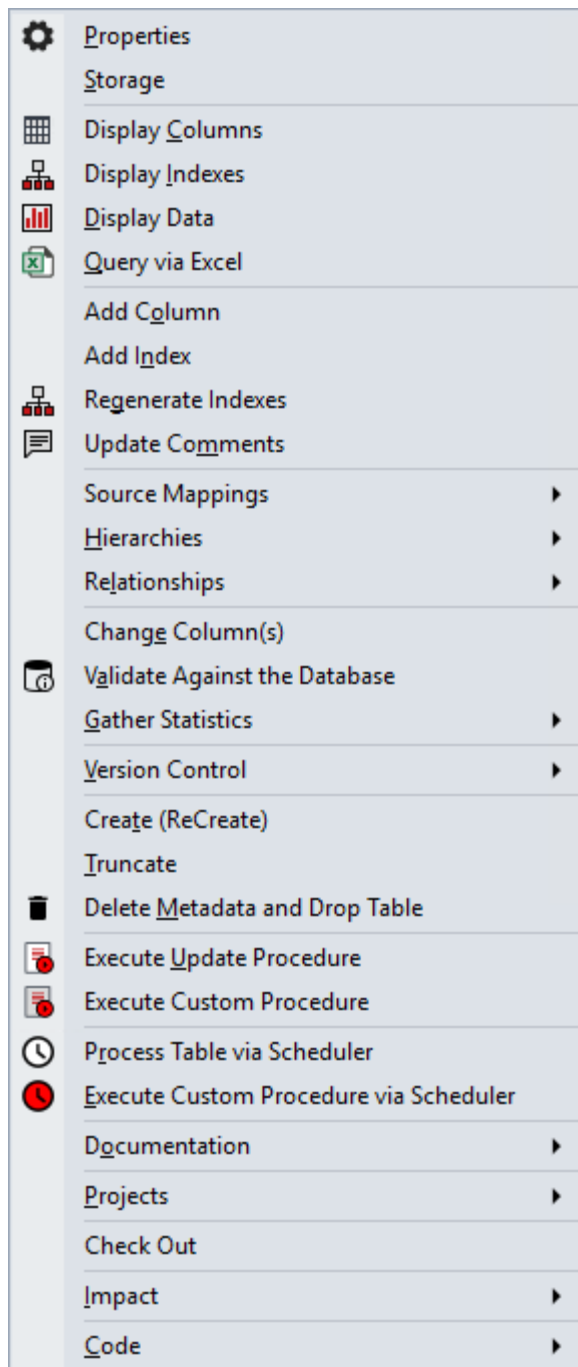 Properties
Storage
Display Columns
Display Indexes
Display Data
Query via Excel
Add Column
Add Index
Regenerate Indexes
Update Comments
Source Mappings
Hierarchies
Relationships
Change Column(s)
Validate Against the Database
Gather Statistics
Version Control
Create (ReCreate)
Truncate
Delete Metadata and Drop Table
Execute Update Procedure
Execute Custom Procedure
Process Table via Scheduler
Execute Custom Procedure via Scheduler
Documentation
Projects
Check Out
Impact
Code